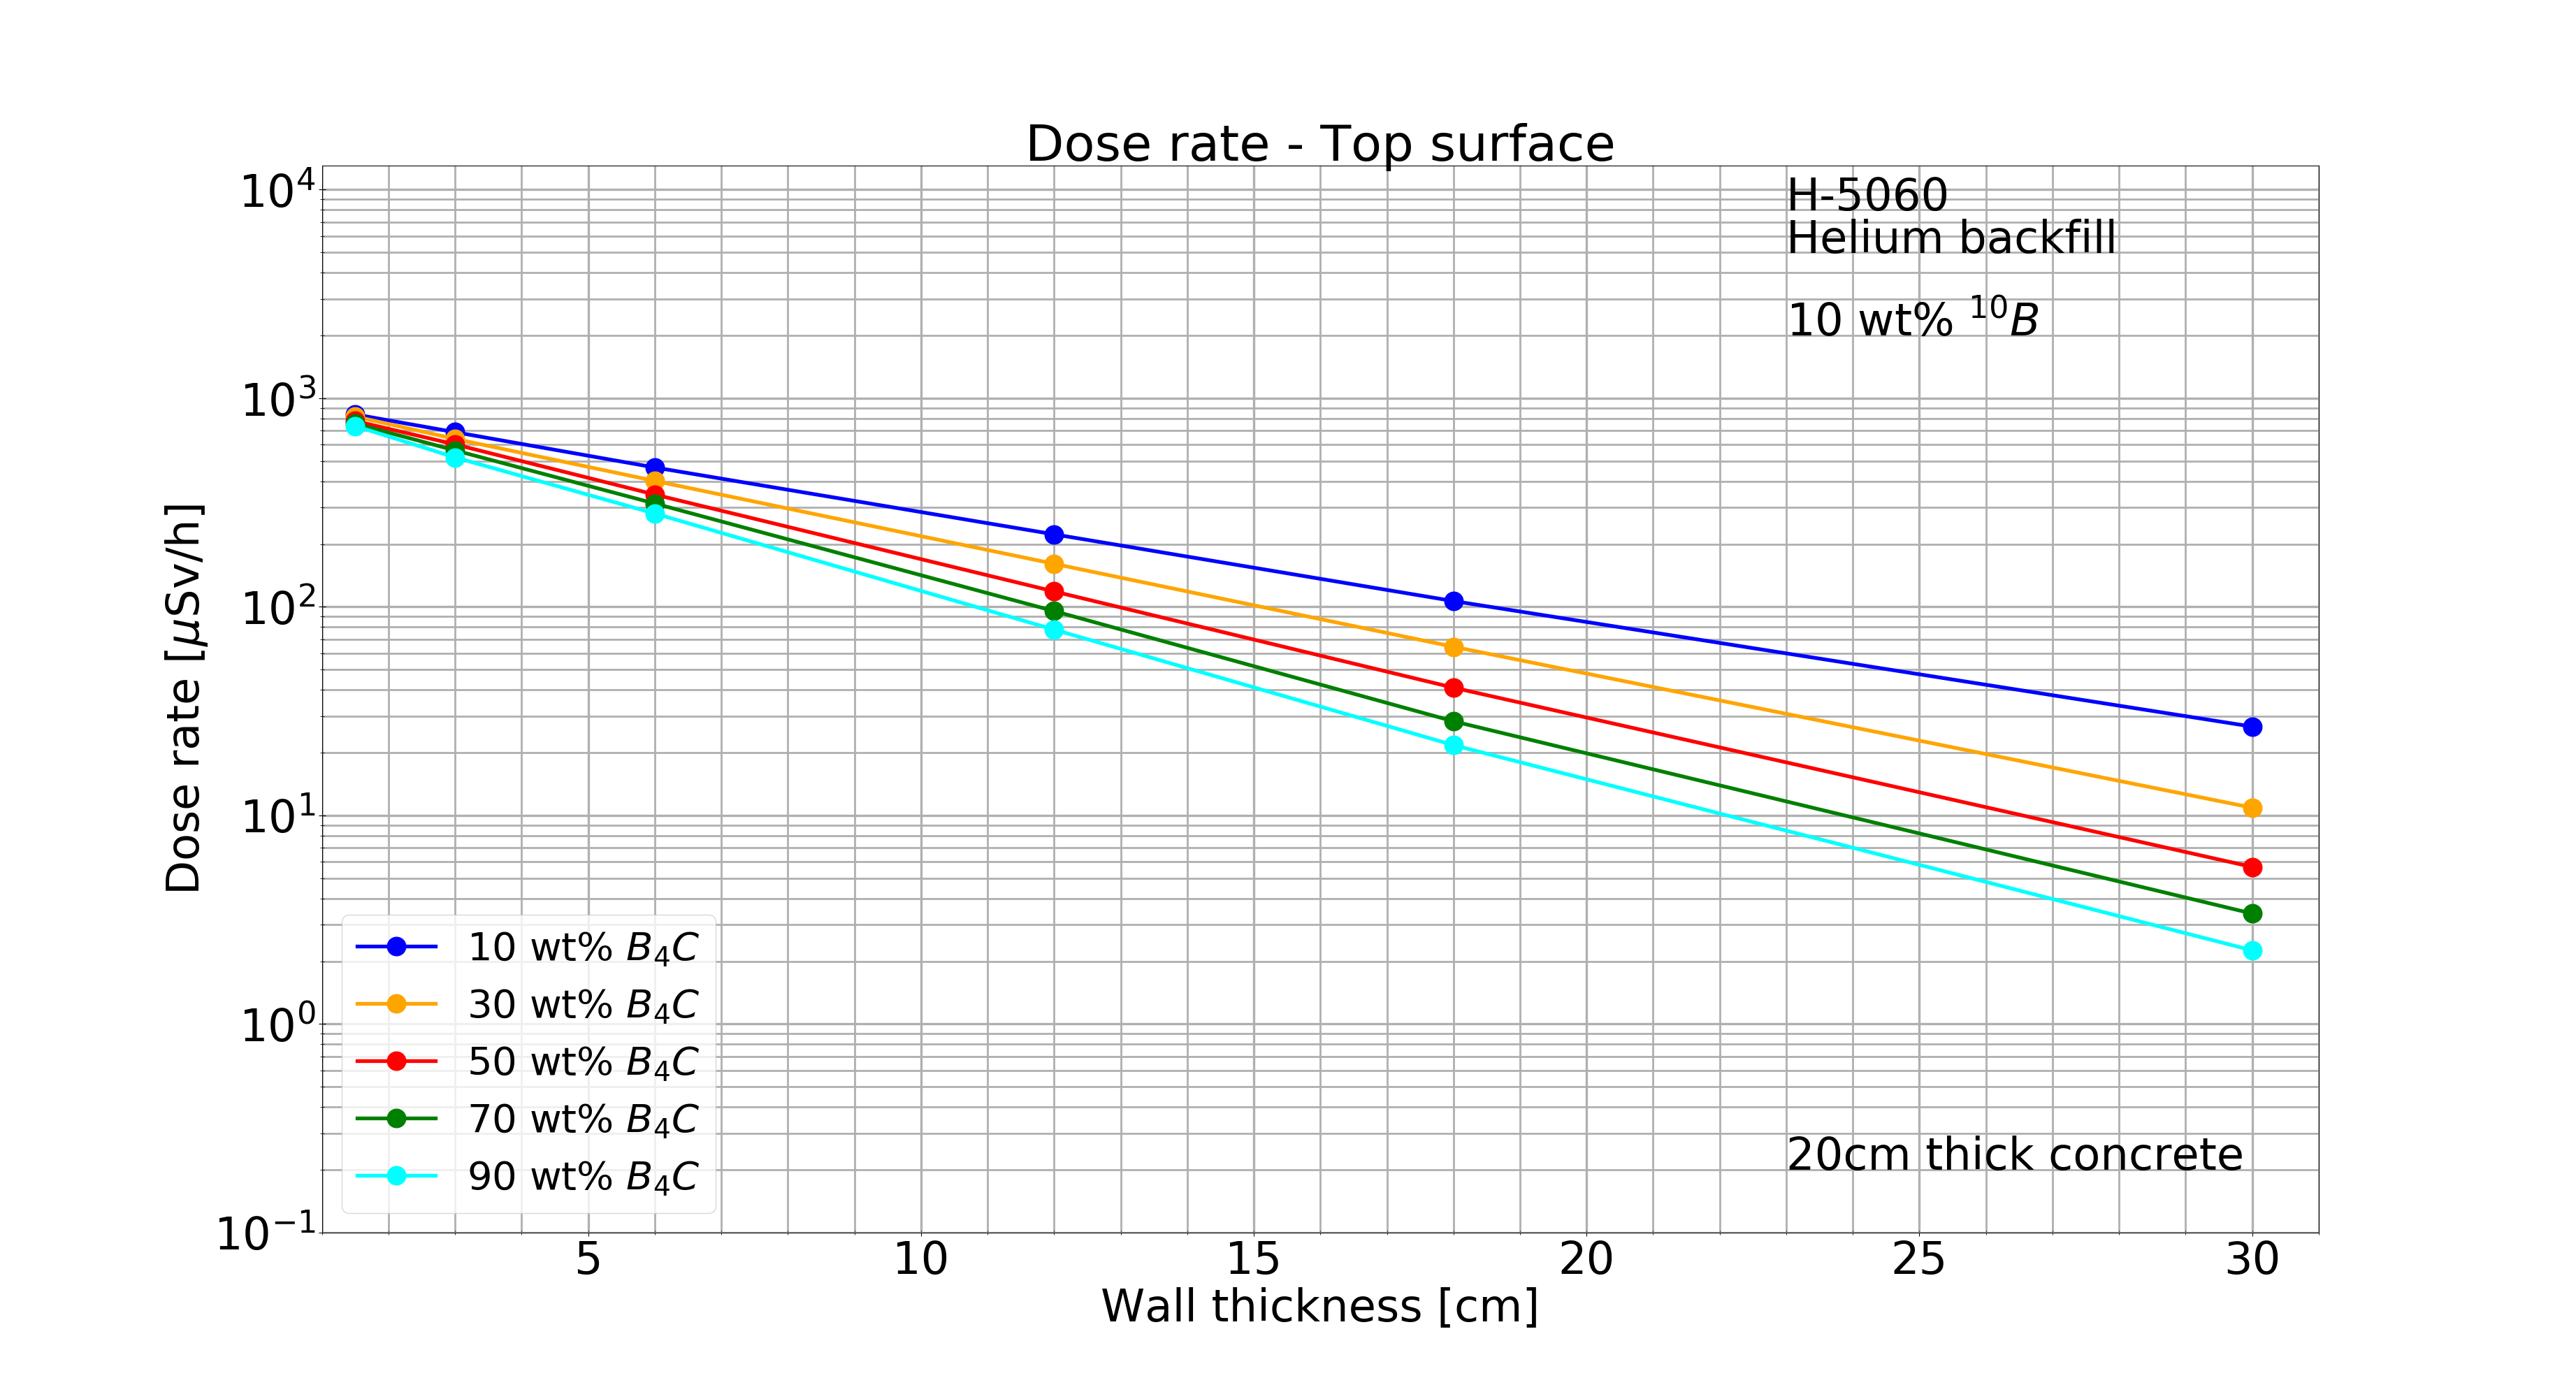 Dose rate - Top surface
H-5060
Helium backfill
10 wt% ¹⁰B
10⁴
10³
10²
10¹
10⁰
10⁻¹
Dose rate [μSv/h]
10 wt% B₄C
30 wt% B₄C
50 wt% B₄C
70 wt% B₄C
90 wt% B₄C
20cm thick concrete
5 10 15 20 25 30
Wall thickness [cm]